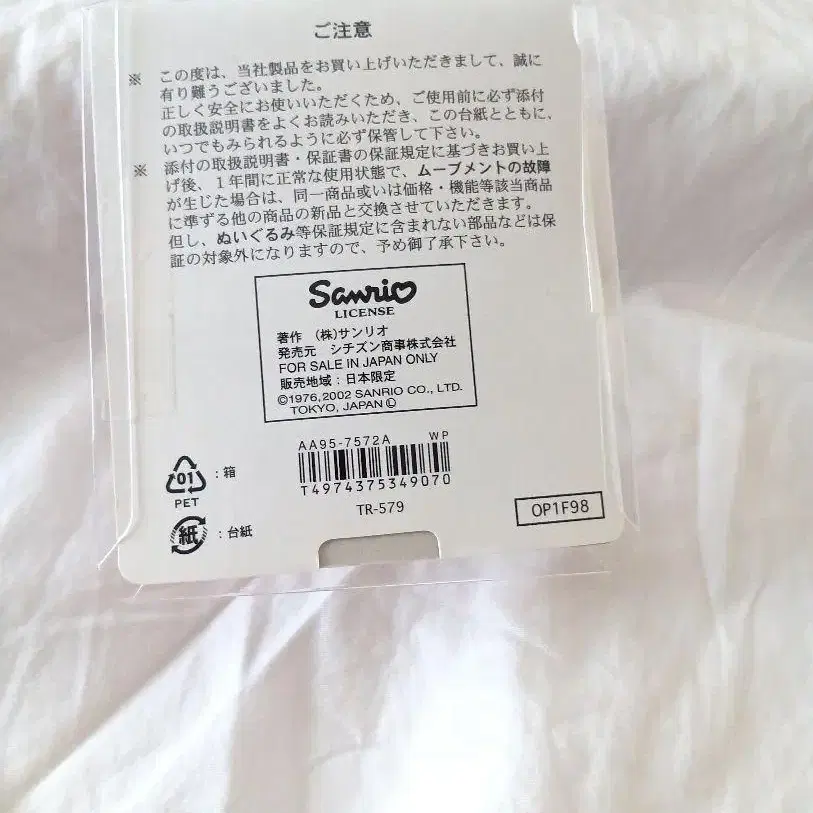 ご注意
※ この度は、当社製品をお買い上げいただきまして、誠に
有り難うございました。
正しく安全にお使いいただくため、ご使用前に必ず添付
の取扱説明書をよくお読みいただき、この台紙とともに、
いつでもみられるように必ず保管して下さい。
※ 添付の取扱説明書・保証書の保証規定に基づきお買い上
げ後、1年間に正常な使用状態で、ムーブメントの故障
が生じた場合は、同一商品或いは価格・機能等該当商品
に準ずる他の商品の新品と交換させていただきます。
但し、ぬいぐるみ等保証規定に含まれない部品などは保
証の対象外になりますので、予め御了承下さい。
Sanrio
LICENSE
著作 (株)サンリオ
発売元 シチズン商事株式会社
FOR SALE IN JAPAN ONLY
販売地域:日本限定
©1976,2002 SANRIO CO., LTD.
TOKYO, JAPAN Ⓛ
AA95-7572A WP
T4974375349070
TR-579
OP1F98
01 :箱
PET
紙 :台紙